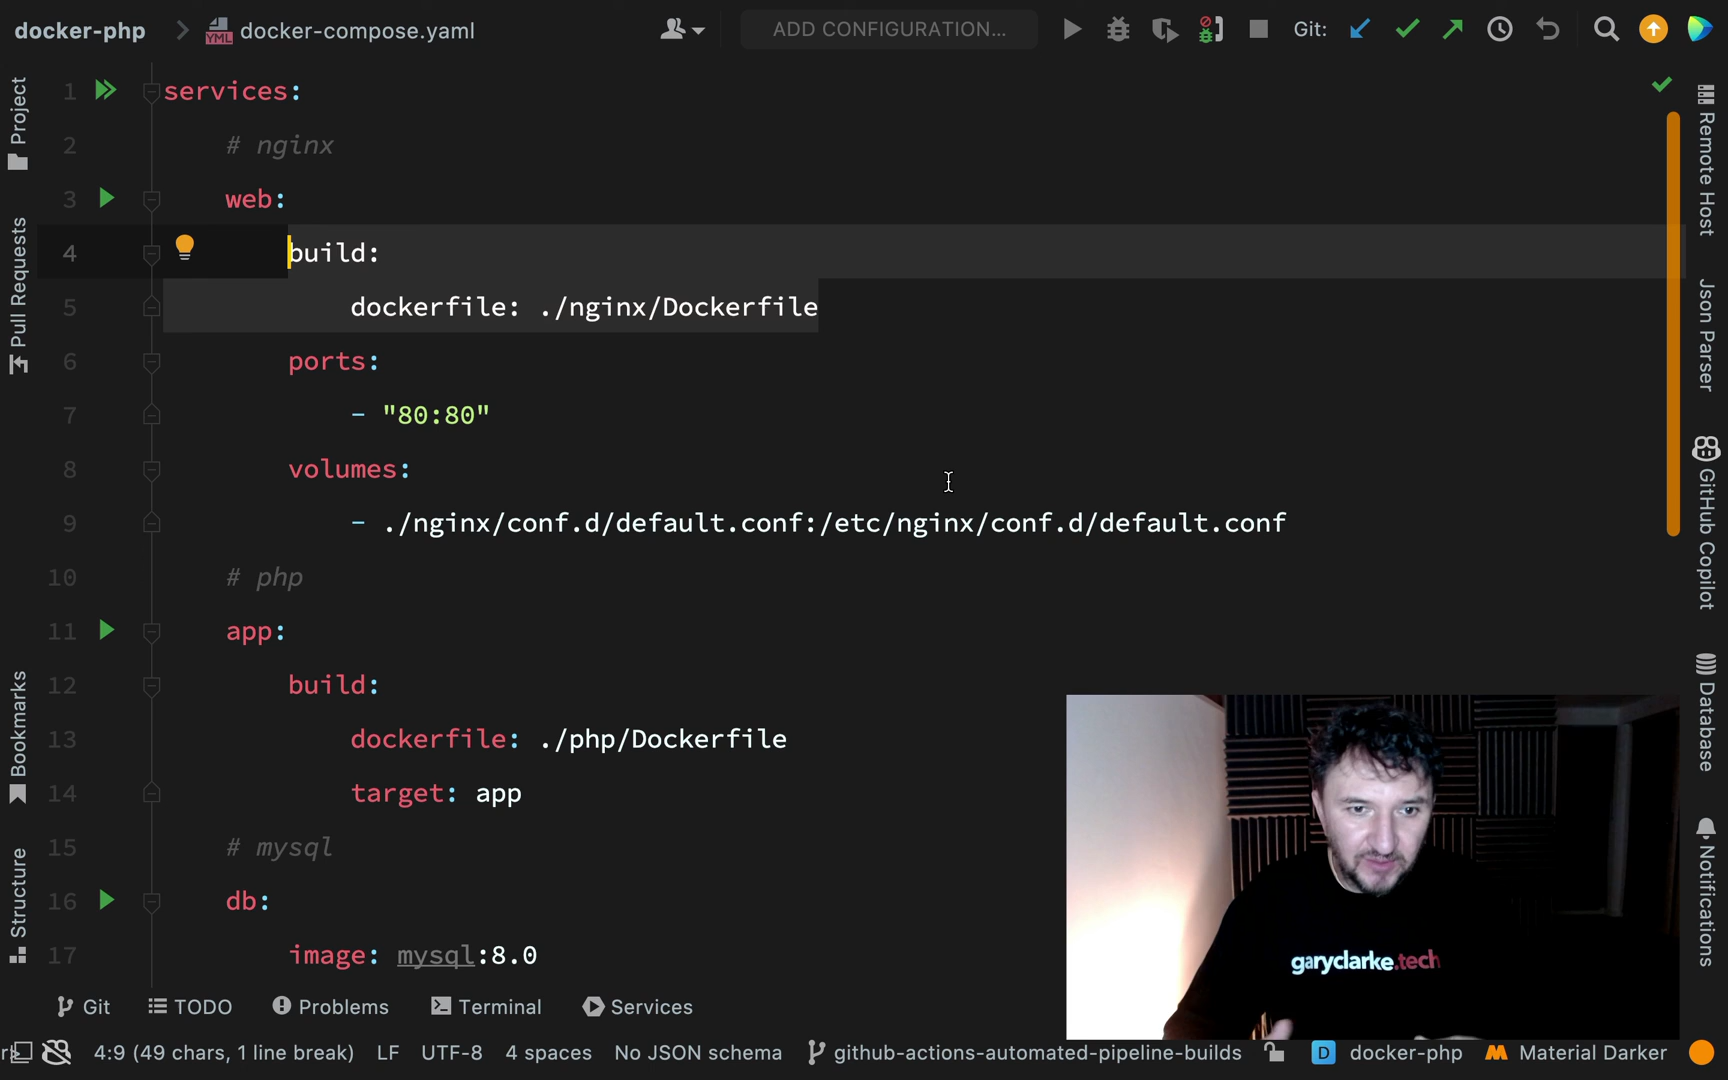 docker-php docker-compose.yaml ADD CONFIGURATION... Git:
1 services:
2 # nginx
3 web:
4 build:
5 dockerfile: ./nginx/Dockerfile
6 ports:
7 - "80:80"
8 volumes:
9 - ./nginx/conf.d/default.conf:/etc/nginx/conf.d/default.conf
10 # php
11 app:
12 build:
13 dockerfile: ./php/Dockerfile
14 target: app
15 # mysql
16 db:
17 image: mysql:8.0
Project
Pull Requests
Bookmarks
Structure
Remote Host
Json Parser
GitHub Copilot
Database
Notifications
YML
garyclarke.tech
Git TODO Problems Terminal Services
4:9 (49 chars, 1 line break) LF UTF-8 4 spaces No JSON schema github-actions-automated-pipeline-builds D docker-php Material Darker